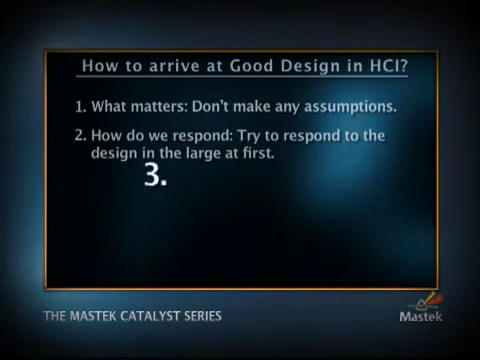 How to arrive at Good Design in HCI?
1. What matters: Don't make any assumptions.
2. How do we respond: Try to respond to the
design in the large at first.
3.
THE MASTEK CATALYST SERIES
Mastek